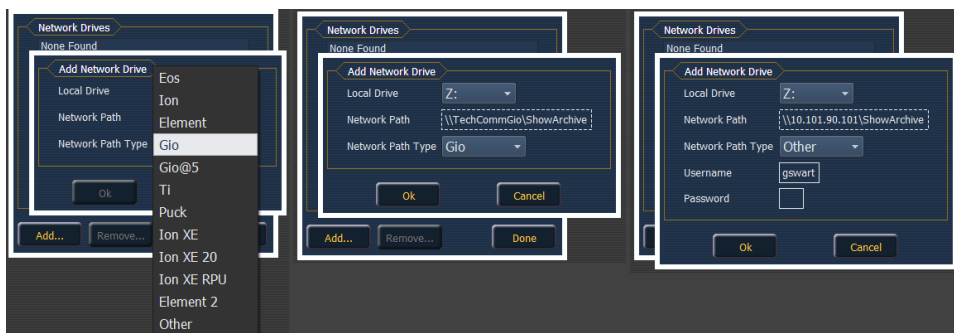 Network Drives
None Found
Add Network Drive
Local Drive
Network Path
Network Path Type
Eos
Ion
Element
Gio
Gio@5
Ti
Puck
Ion XE
Ion XE 20
Ion XE RPU
Element 2
Other
Ok
Add...
Remove...
Network Drives
None Found
Add Network Drive
Local Drive Z:
Network Path \\TechCommGio\ShowArchive
Network Path Type Gio
Ok Cancel
Add... Remove... Done
Network Drives
None Found
Add Network Drive
Local Drive Z:
Network Path \\10.101.90.101\ShowArchive
Network Path Type Other
Username gswart
Password
Ok Cancel